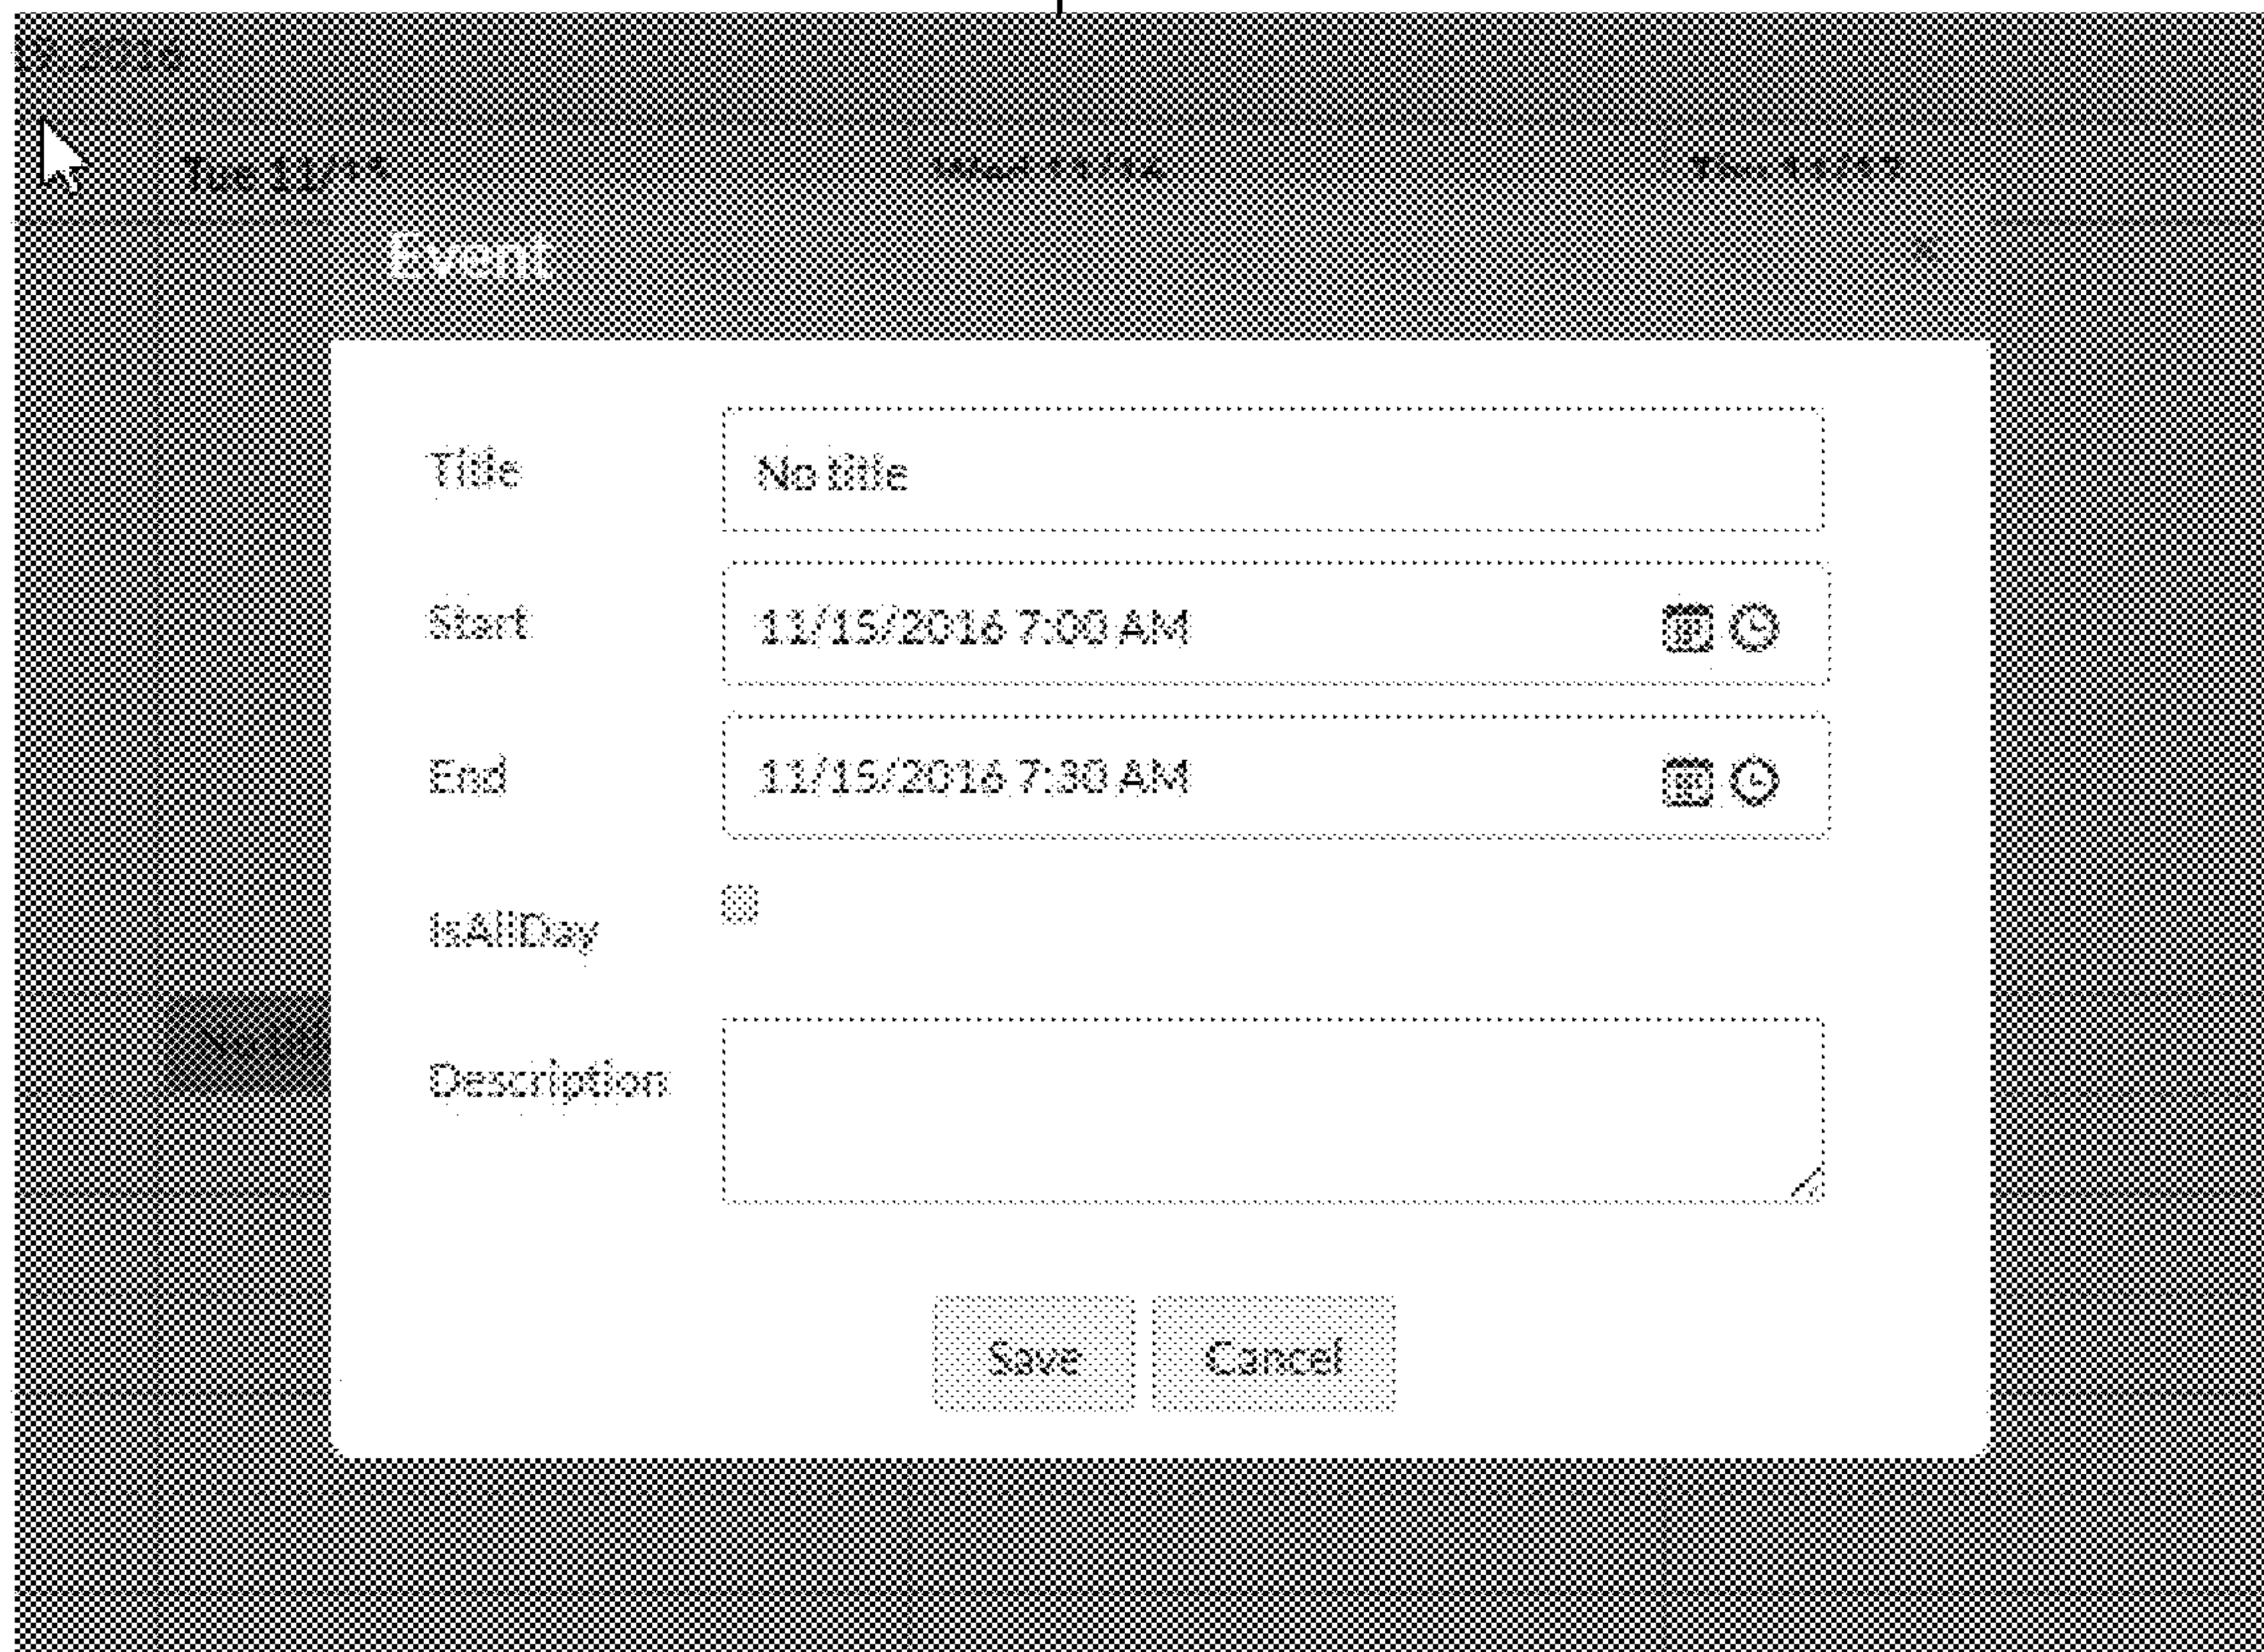 Tue 11/15
Event
Title No title
Start 11/15/2016 7:00 AM
End 11/15/2016 7:30 AM
IsAllDay
Description
Save Cancel